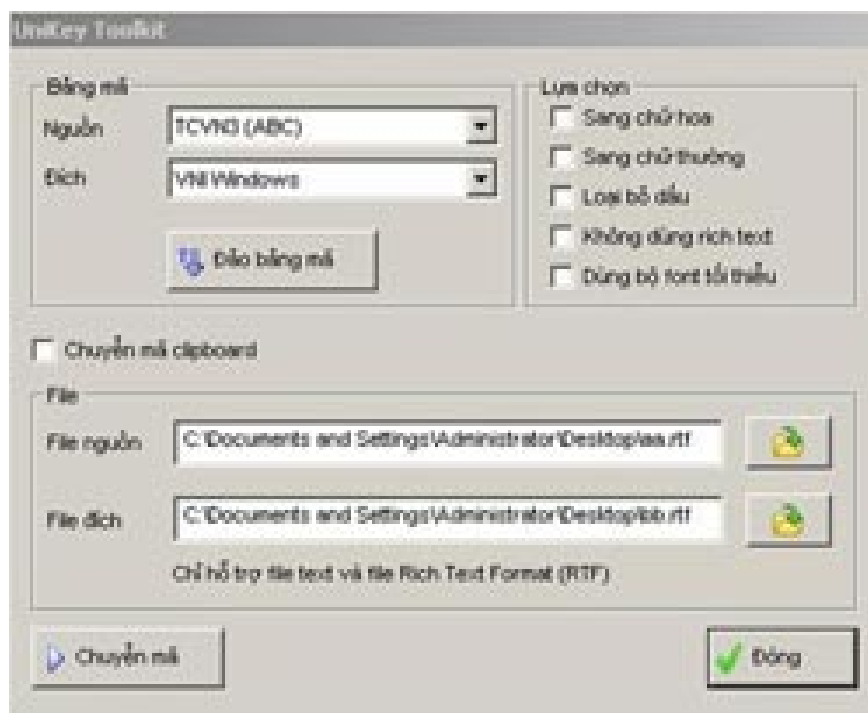 UniKey Toolkit
Bảng mã
Nguồn
TCVN3 (ABC)
Đích
VNI Windows
Đảo bảng mã
Lựa chọn
Sang chữ hoa
Sang chữ thường
Loại bỏ dấu
Không dùng rich text
Dùng bộ font tối thiểu
Chuyển mã clipboard
File
File nguồn
C:\Documents and Settings\Administrator\Desktop\aa.rtf
File đích
C:\Documents and Settings\Administrator\Desktop\bb.rtf
Chỉ hỗ trợ file text và file Rich Text Format (RTF)
Chuyển mã
Đóng